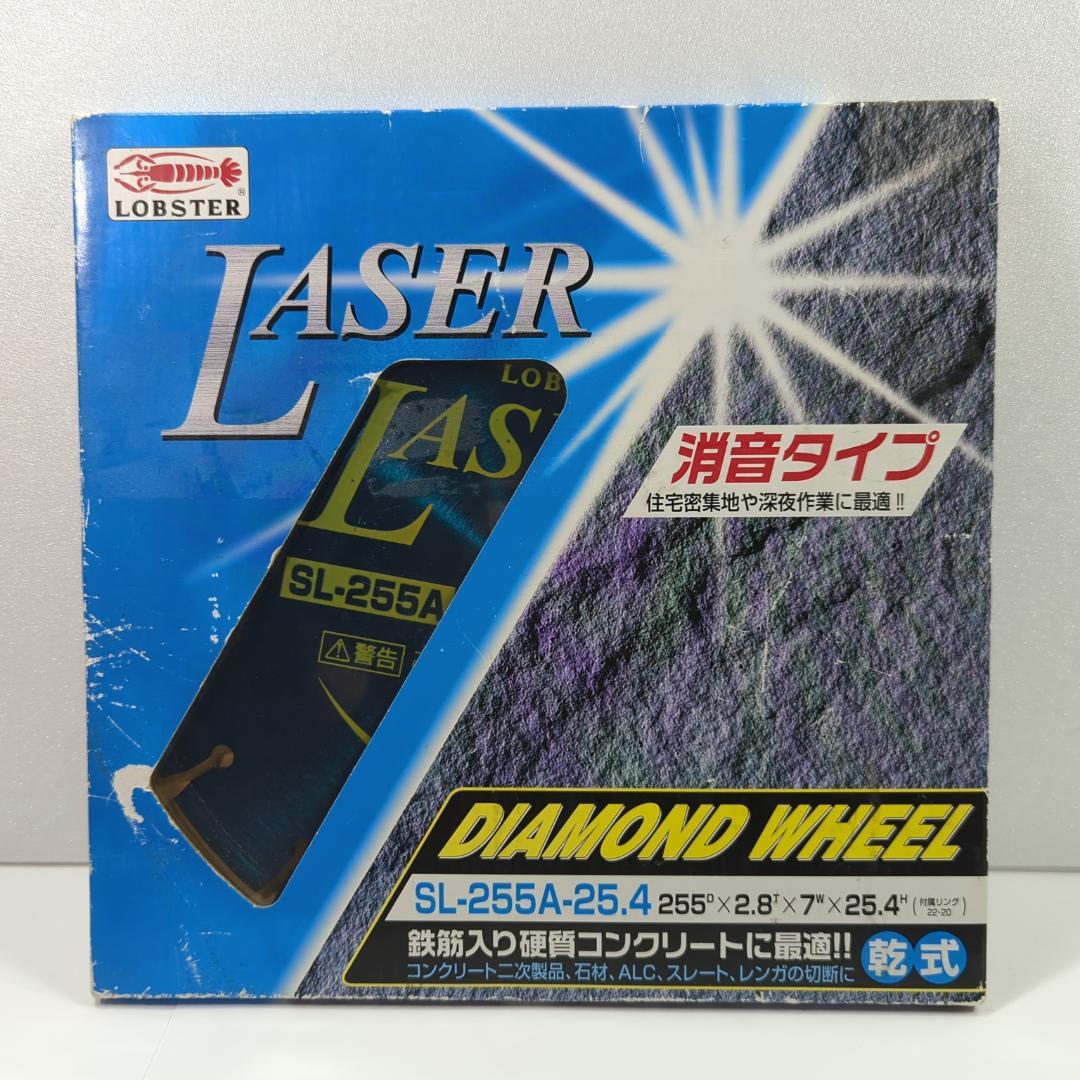 LOBSTER
®
LASER
LOB
LAS
SL-255A
⚠警告
消音タイプ
住宅密集地や深夜作業に最適!!
DIAMOND WHEEL
SL-255A-25.4 255ᴰ×2.8ᵀ×7ᵂ×25.4ᴴ (付属リング 22・20)
鉄筋入り硬質コンクリートに最適!! 乾式
コンクリート二次製品、石材、ALC、スレート、レンガの切断に